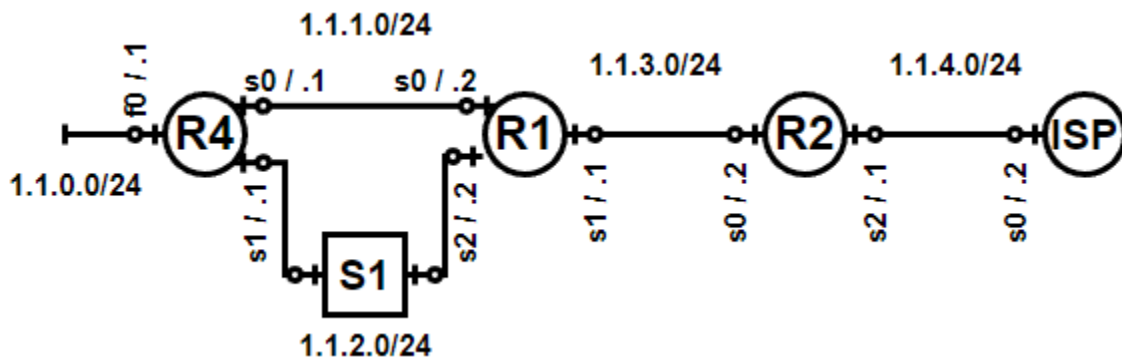 1.1.1.0/24
f0 / .1
s0 / .1
s0 / .2
1.1.3.0/24
1.1.4.0/24
R4
R1
R2
ISP
1.1.0.0/24
s1 / .1
s2 / .2
s1 / .1
s0 / .2
s2 / .1
s0 / .2
S1
1.1.2.0/24